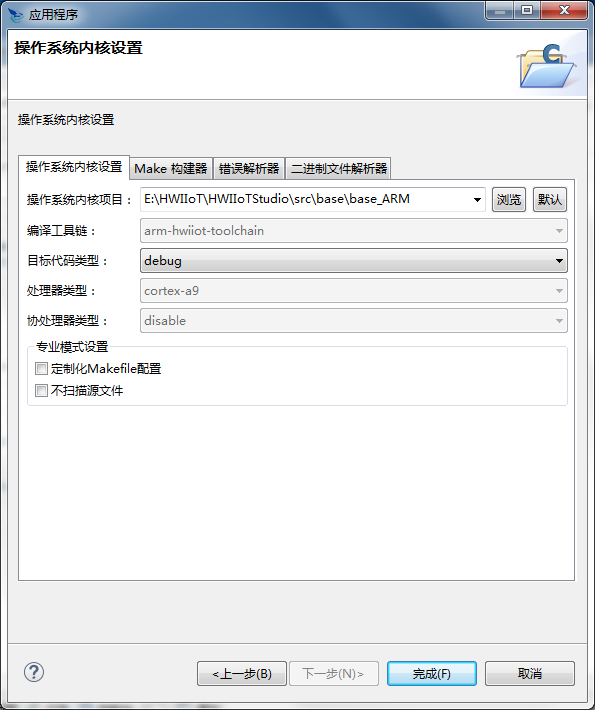 应用程序
操作系统内核设置
操作系统内核设置
操作系统内核设置 Make 构建器 错误解析器 二进制文件解析器
操作系统内核项目： E:\HWIIoT\HWIIoTStudio\src\base\base_ARM 浏览 默认
编译工具链： arm-hwiiot-toolchain
目标代码类型： debug
处理器类型： cortex-a9
协处理器类型： disable
专业模式设置
定制化Makefile配置
不扫描源文件
<上一步(B) 下一步(N)> 完成(F) 取消